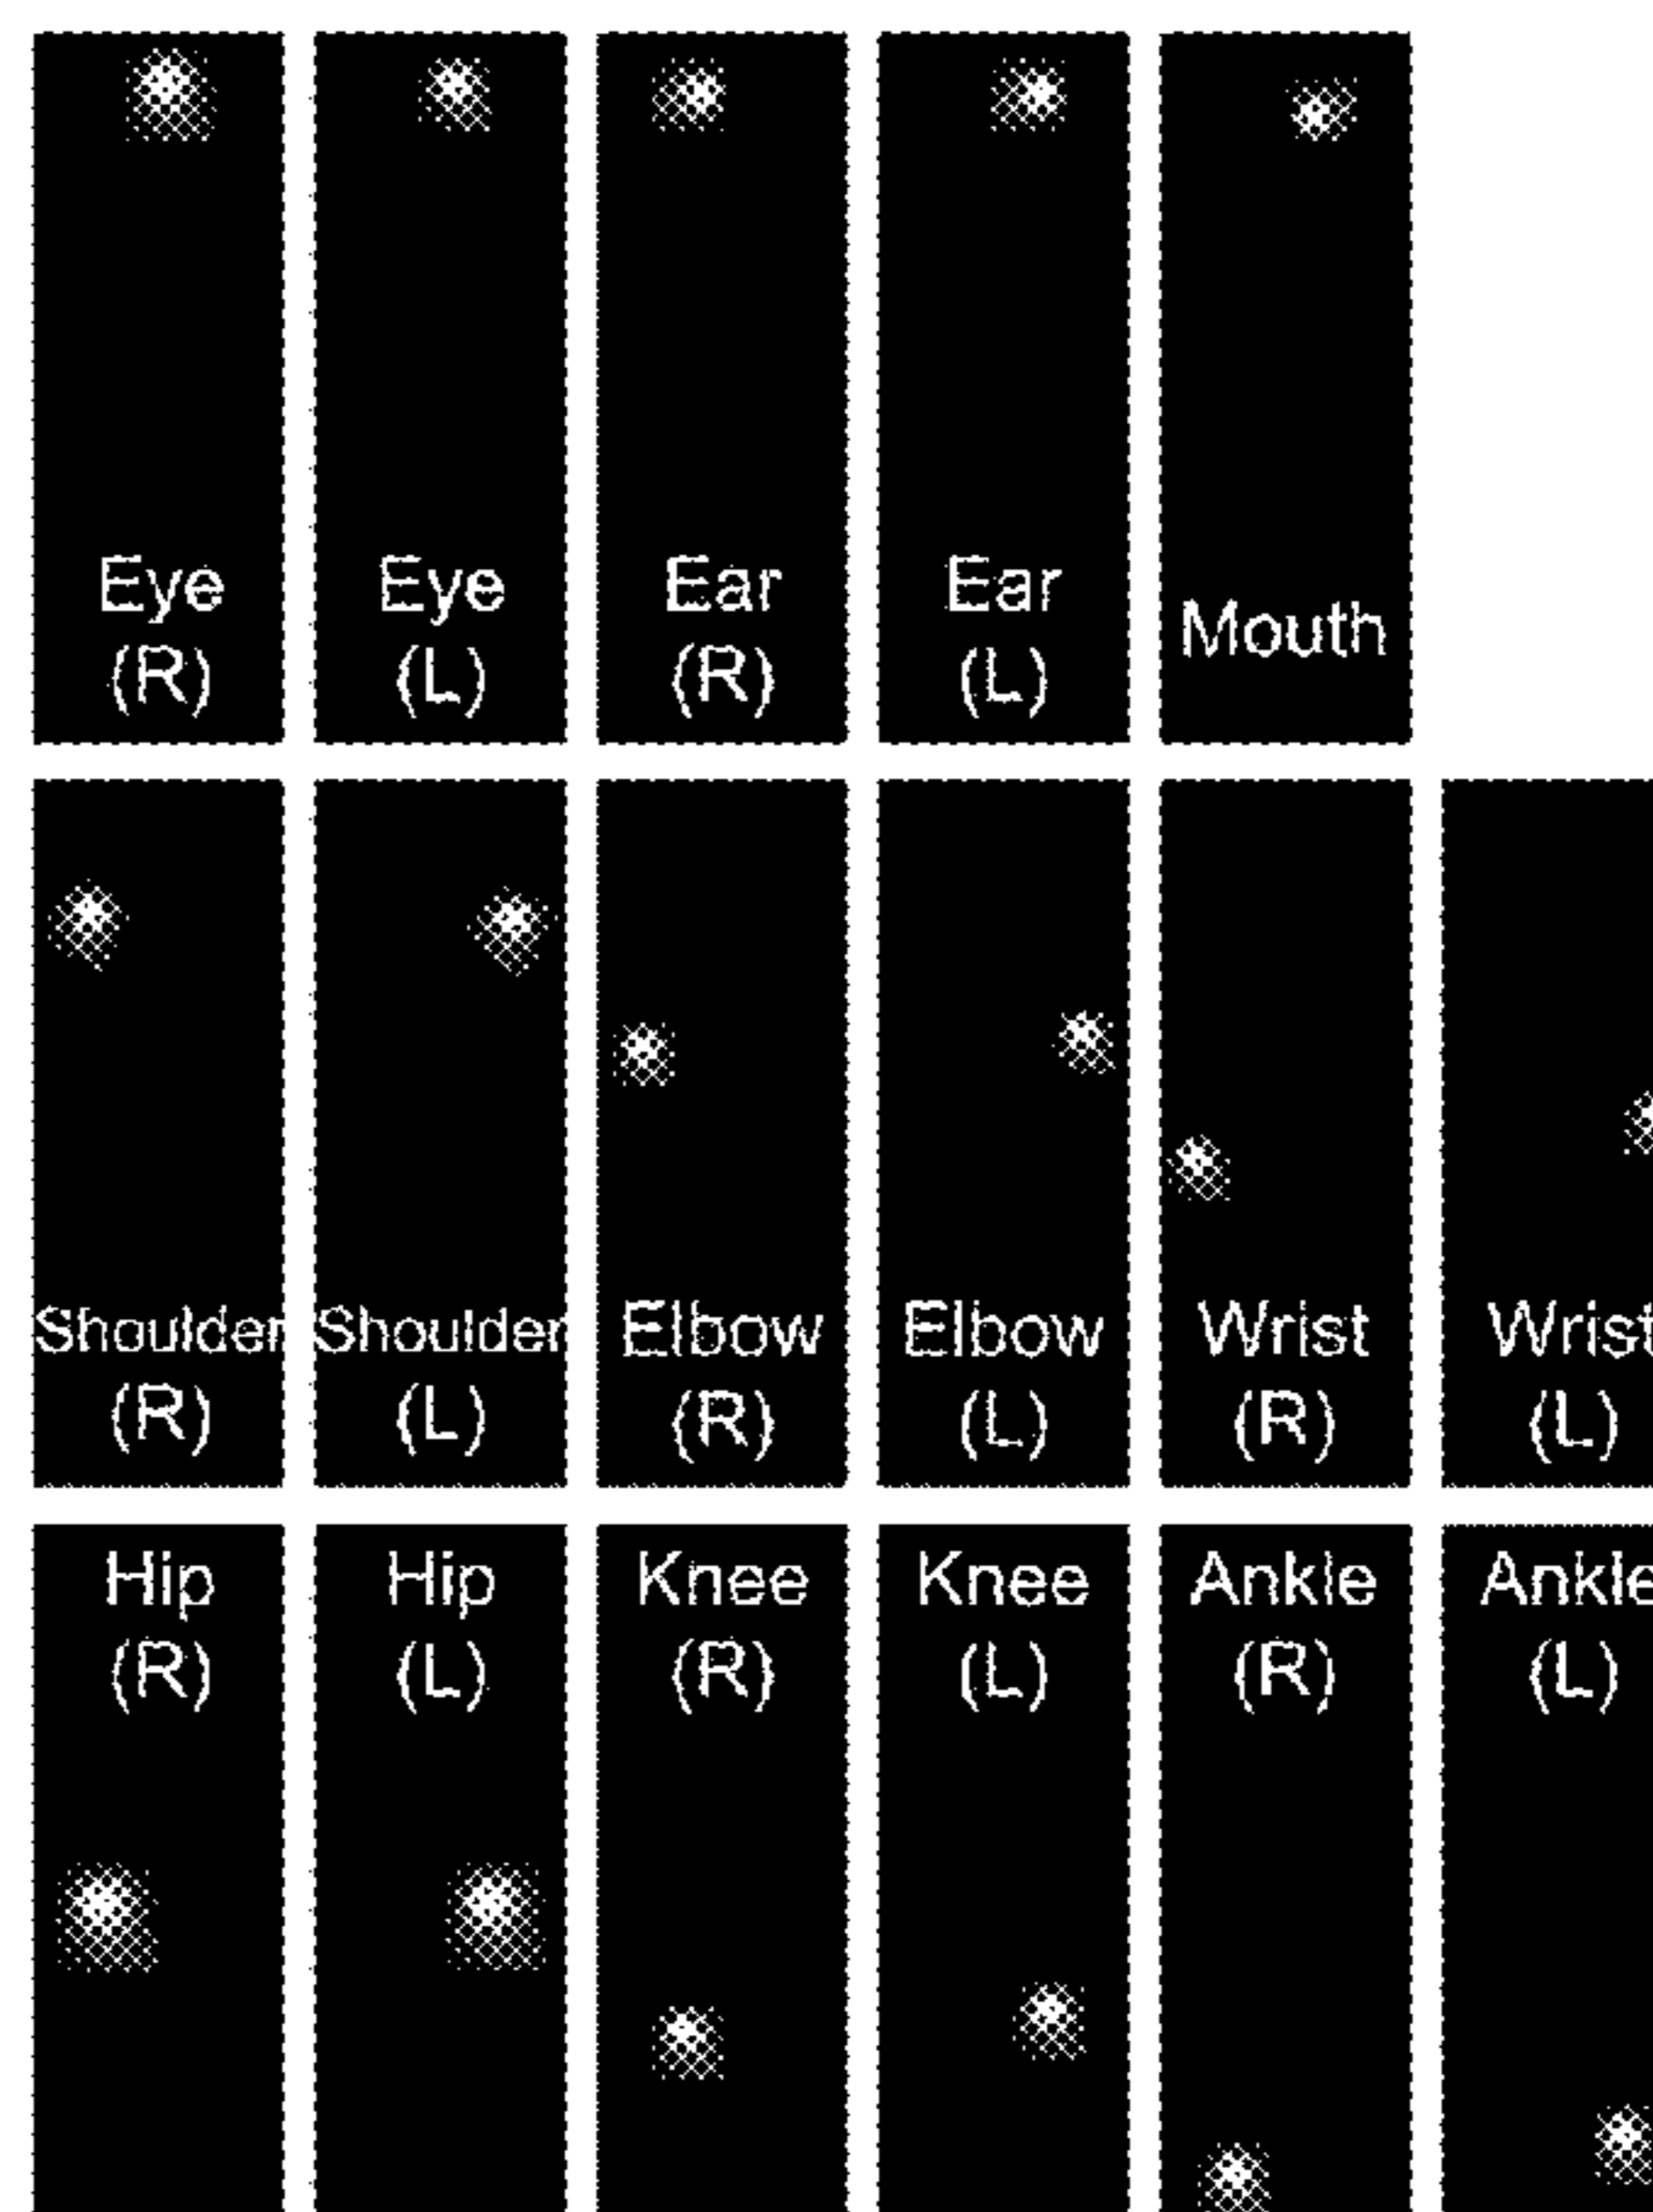 Eye
(R)
Eye
(L)
Ear
(R)
Ear
(L)
Mouth
Shoulder
(R)
Shoulder
(L)
Elbow
(R)
Elbow
(L)
Wrist
(R)
Wrist
(L)
Hip
(R)
Hip
(L)
Knee
(R)
Knee
(L)
Ankle
(R)
Ankle
(L)